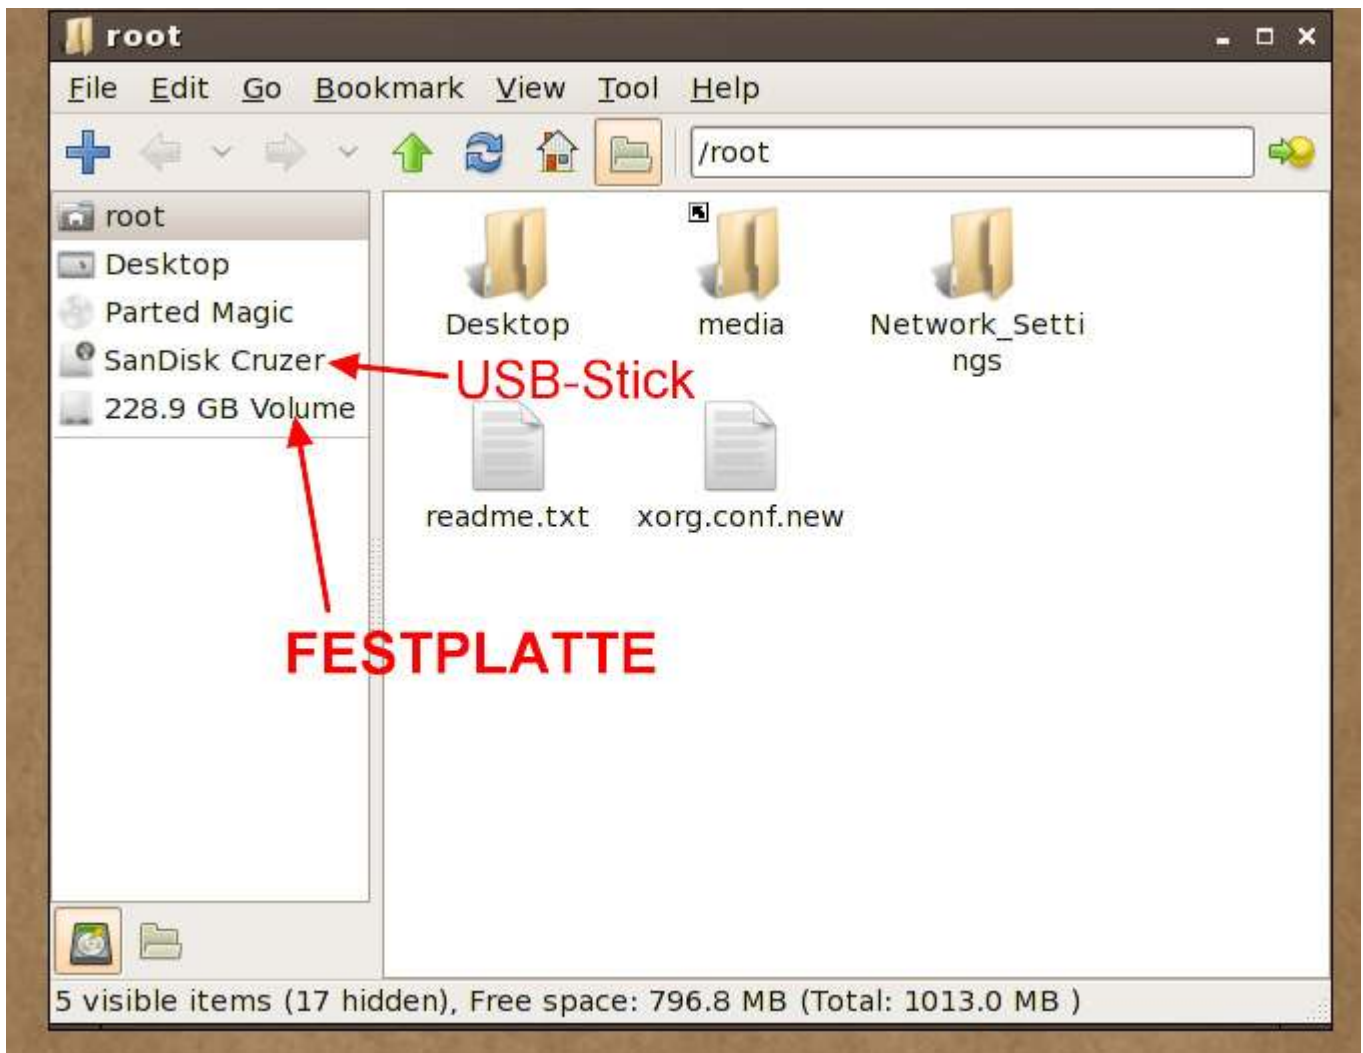 root
File Edit Go Bookmark View Tool Help
/root
root
Desktop
Parted Magic
SanDisk Cruzer
228.9 GB Volume
Desktop
media
Network_Setti
ngs
USB-Stick
readme.txt
xorg.conf.new
FESTPLATTE
5 visible items (17 hidden), Free space: 796.8 MB (Total: 1013.0 MB )